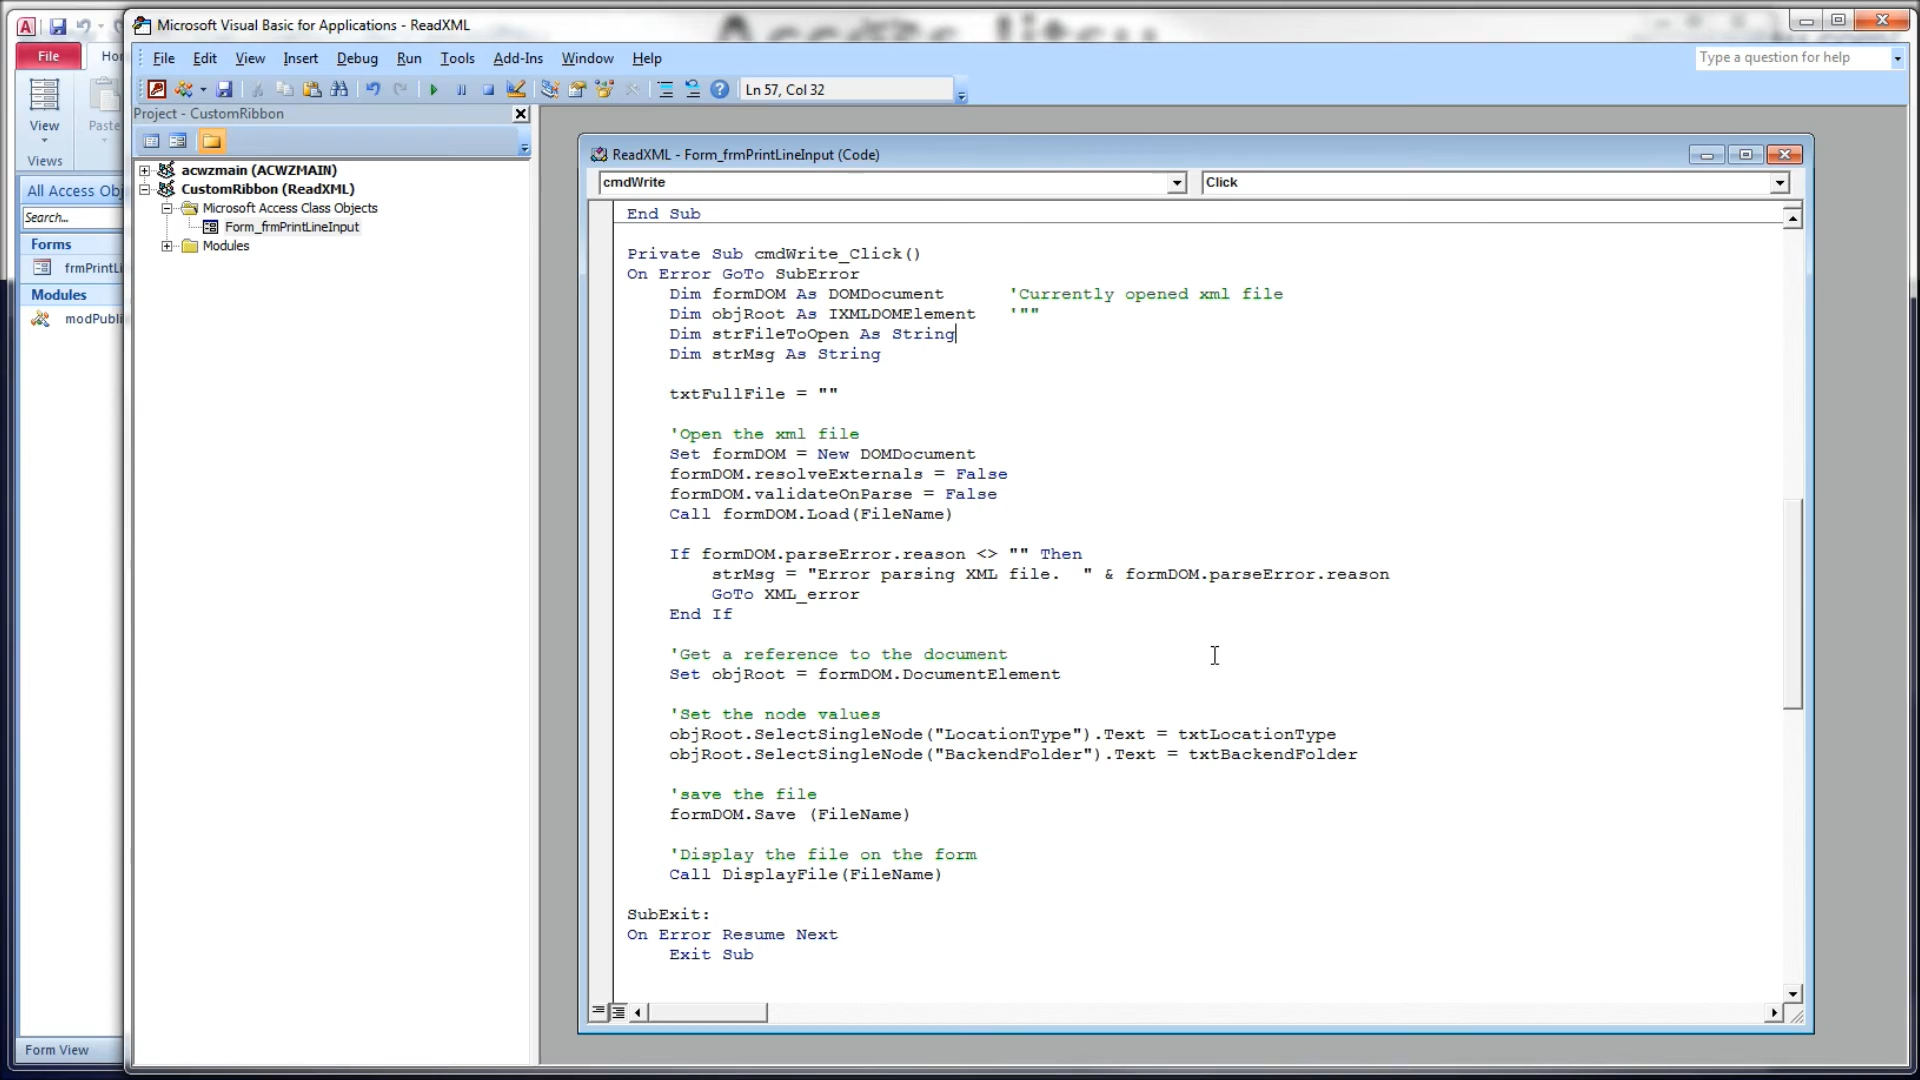 Microsoft Visual Basic for Applications - ReadXML
File
Ho
File Edit View Insert Debug Run Tools Add-Ins Window Help
Type a question for help
Ln 57, Col 32
View
Paste
Views
Project - CustomRibbon
All Access Obj
Search...
Forms
frmPrintLi
Modules
modPubli
Form View
acwzmain (ACWZMAIN)
CustomRibbon (ReadXML)
Microsoft Access Class Objects
Form_frmPrintLineInput
Modules
ReadXML - Form_frmPrintLineInput (Code)
cmdWrite
Click
End Sub
Private Sub cmdWrite_Click()
On Error GoTo SubError
Dim formDOM As DOMDocument 'Currently opened xml file
Dim objRoot As IXMLDOMElement '""
Dim strFileToOpen As String
Dim strMsg As String
txtFullFile = ""
'Open the xml file
Set formDOM = New DOMDocument
formDOM.resolveExternals = False
formDOM.validateOnParse = False
Call formDOM.Load(FileName)
If formDOM.parseError.reason <> "" Then
strMsg = "Error parsing XML file.  " & formDOM.parseError.reason
GoTo XML_error
End If
'Get a reference to the document
Set objRoot = formDOM.DocumentElement
'Set the node values
objRoot.SelectSingleNode("LocationType").Text = txtLocationType
objRoot.SelectSingleNode("BackendFolder").Text = txtBackendFolder
'save the file
formDOM.Save (FileName)
'Display the file on the form
Call DisplayFile(FileName)
SubExit:
On Error Resume Next
Exit Sub